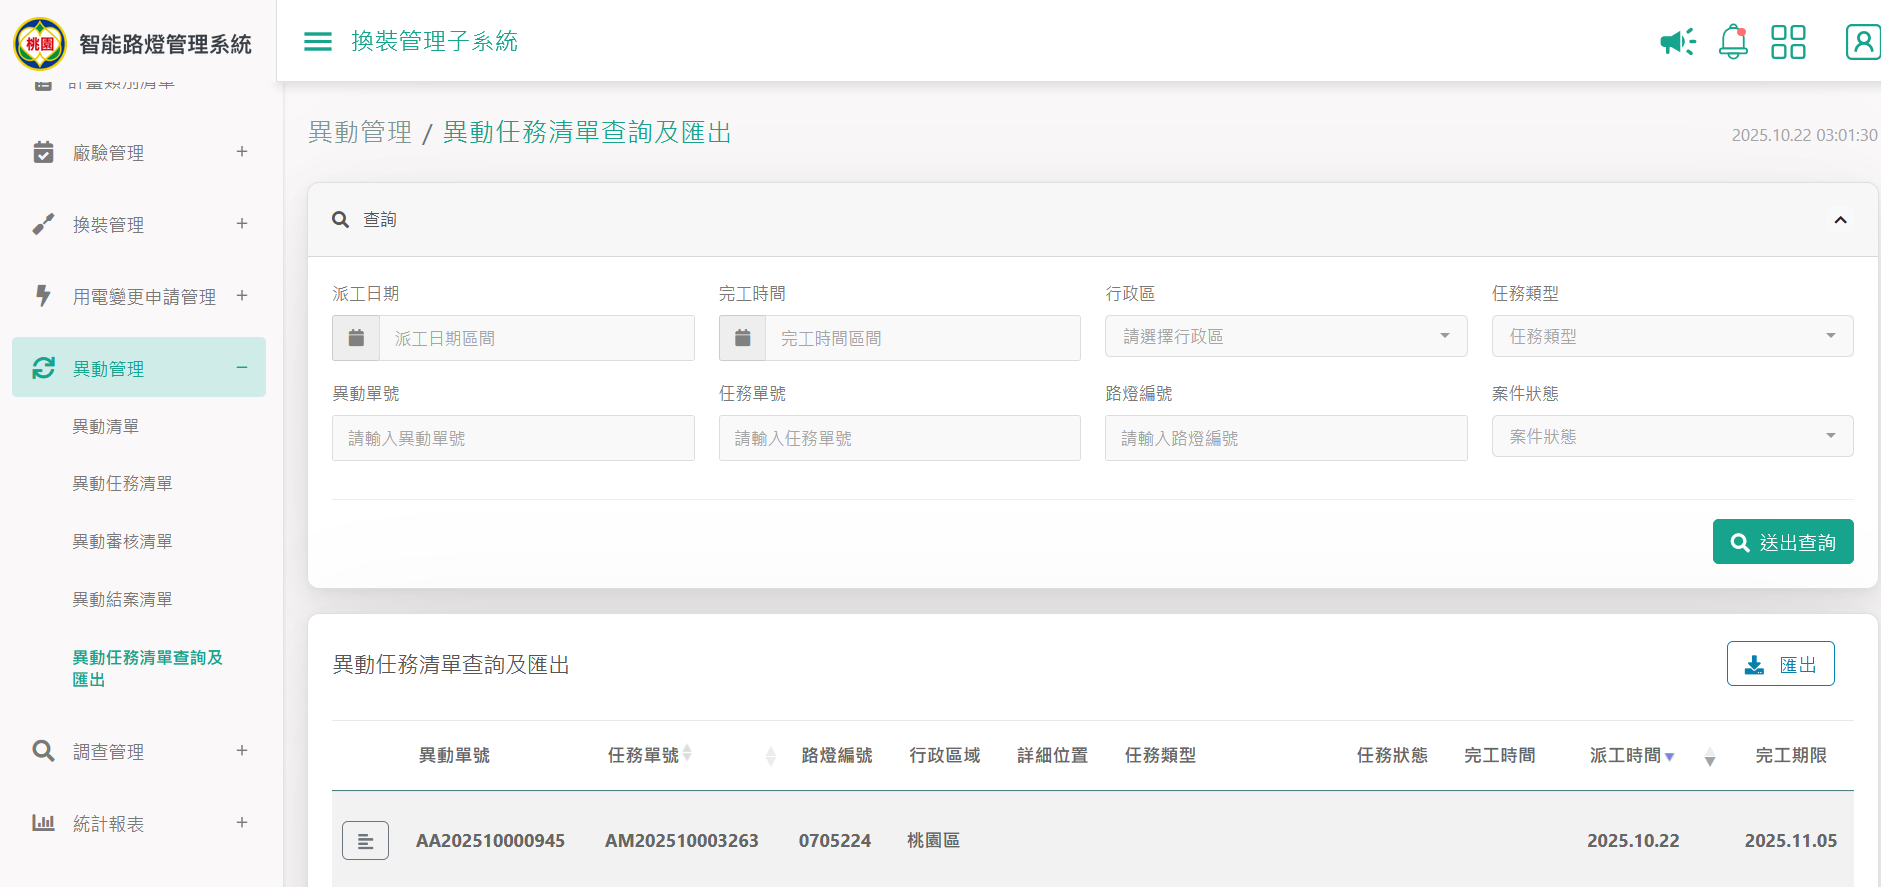 桃園
智能路燈管理系統
換裝管理子系統
計畫類別清單
廠驗管理
換裝管理
用電變更申請管理
異動管理
異動清單
異動任務清單
異動審核清單
異動結案清單
異動任務清單查詢及
匯出
調查管理
統計報表
異動管理 / 異動任務清單查詢及匯出
2025.10.22 03:01:30
查詢
派工日期 完工時間 行政區 任務類型
派工日期區間 完工時間區間 請選擇行政區 任務類型
異動單號 任務單號 路燈編號 案件狀態
請輸入異動單號 請輸入任務單號 請輸入路燈編號 案件狀態
送出查詢
異動任務清單查詢及匯出
匯出
異動單號 任務單號 路燈編號 行政區域 詳細位置 任務類型 任務狀態 完工時間 派工時間 完工期限
AA202510000945 AM202510003263 0705224 桃園區 2025.10.22 2025.11.05